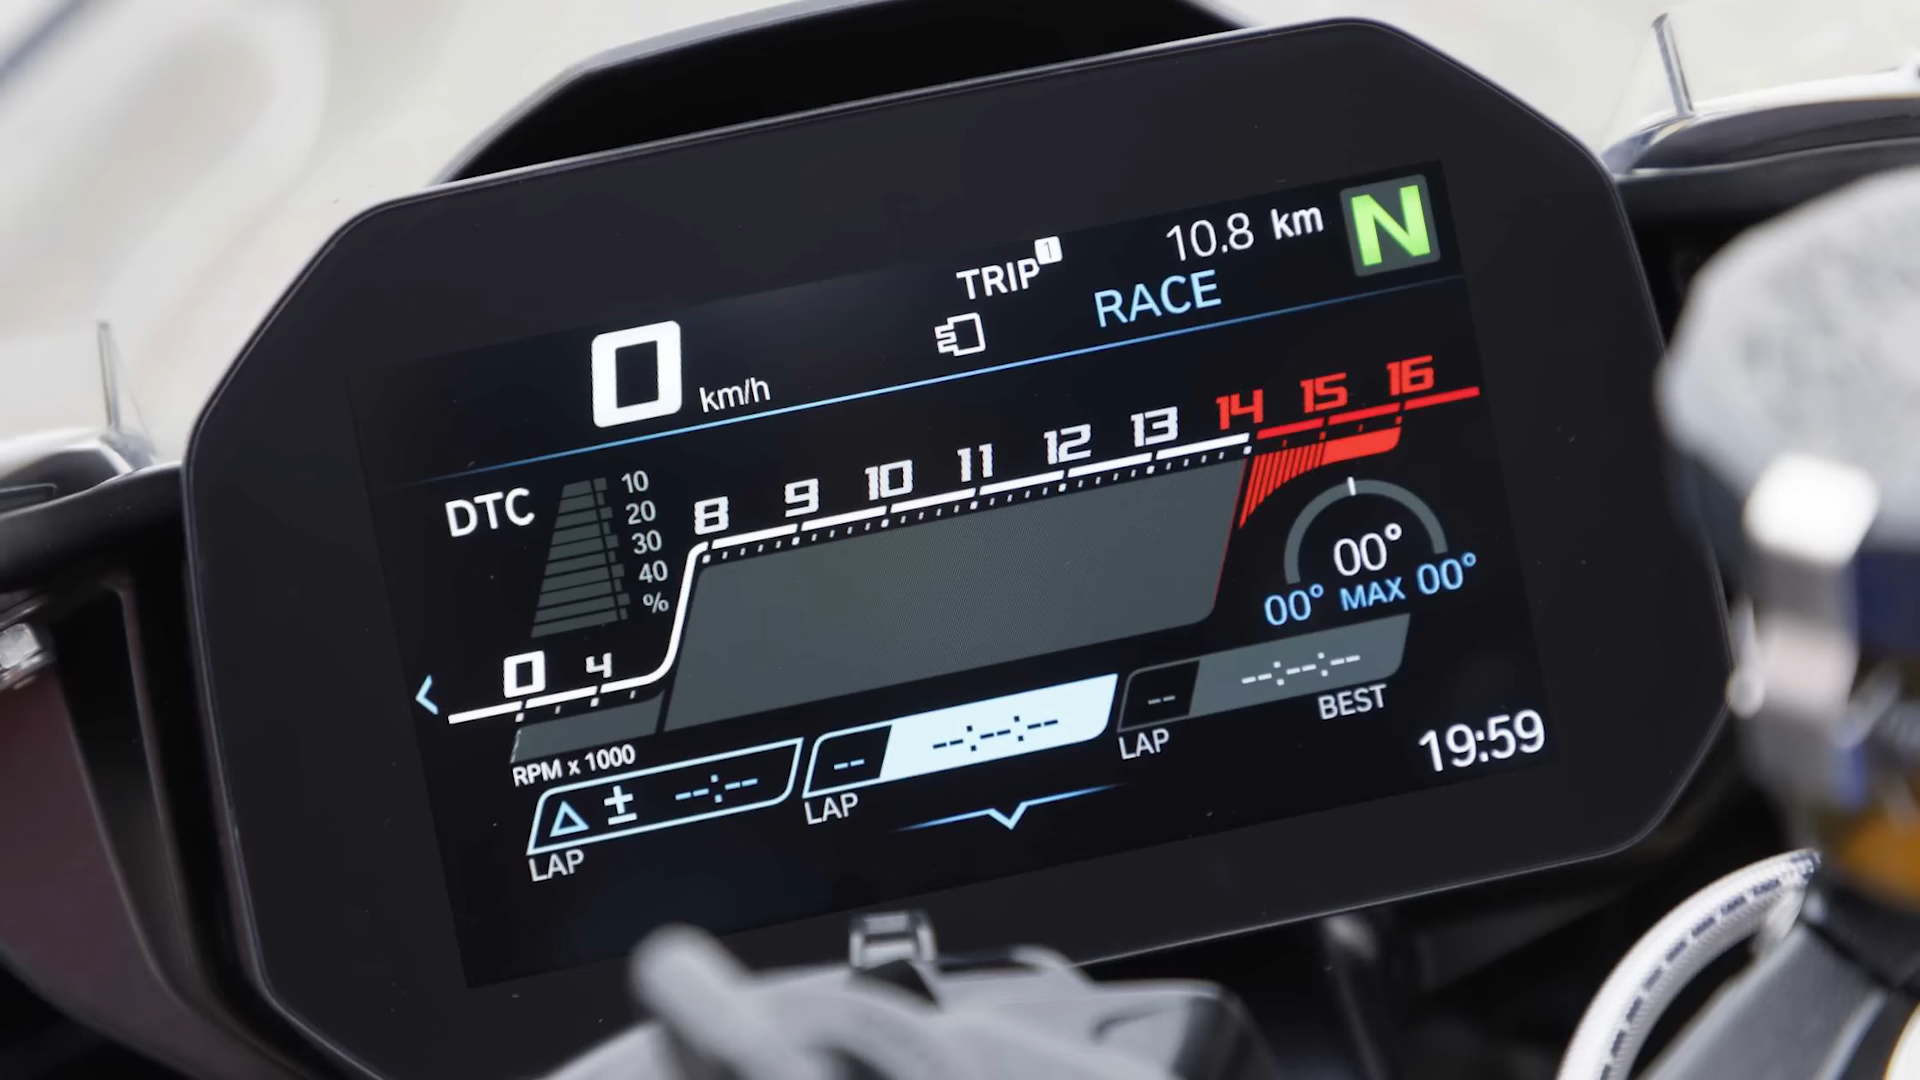 TRIP 1 10.8 km N
RACE
0 km/h
DTC
10
20
30
40
%
0 4 8 9 10 11 12 13 14 15 16
RPM x 1000
00°
00° MAX 00°
± --:--
LAP
-- --:--:--
LAP
-- --:--:--
LAP BEST
19:59